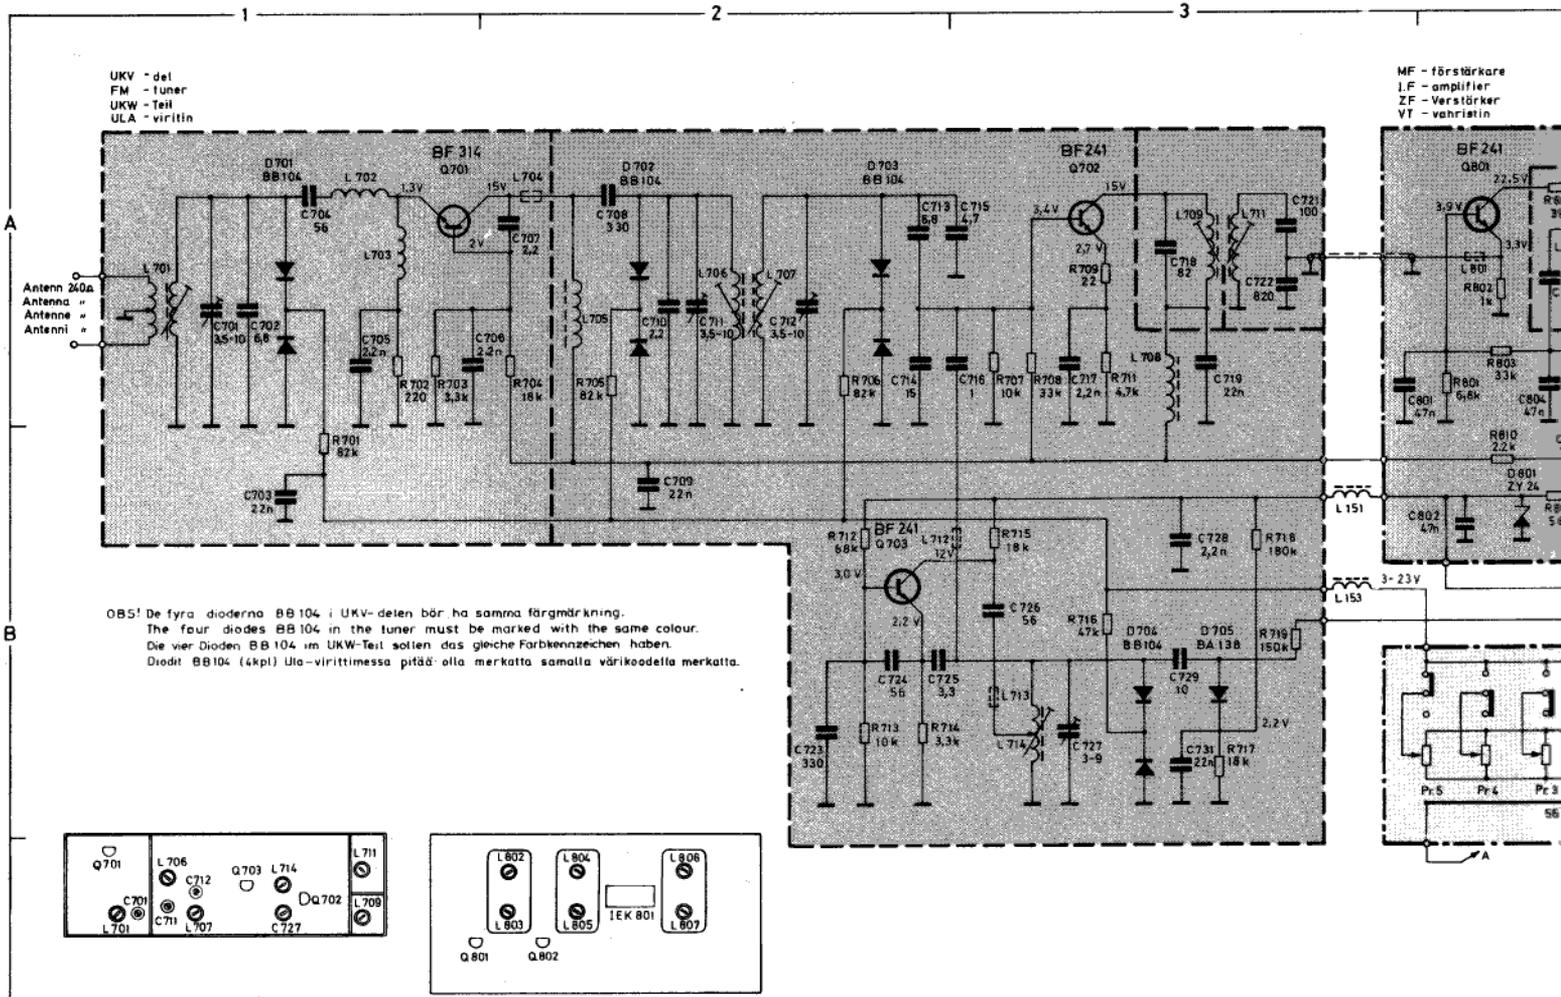 1
2
3
UKV - del
FM - tuner
UKW - Teil
ULA - viritin
MF - förstärkare
I.F - amplifier
ZF - Verstärker
VT - vahvistin
A
D701
BB104
L702
BF 314
Q701
L704
D702
BB104
D703
BB104
BF241
Q702
BF241
Q801
1,3V
15V
2V
C704
56
C707
2,2
C708
330
C713
6,8
C715
4,7
3,4V
15V
2,7 V
L709
L711
C721
100
22,5V
3,9V
3,3V
L701
L703
L706
L707
R709
22
C718
82
C722
820
L801
R802
1k
Antenn 240Ω
Antenna "
Antenne "
Antenni "
C701
3,5-10
C702
6,8
C705
2,2n
C706
2,2n
L705
C710
2,2
C711
3,5-10
C712
3,5-10
R702
220
R703
3,3k
R704
18k
R705
82k
R706
82k
C714
15
C716
1
R707
10k
R708
33k
C717
2,2n
R711
4,7k
L708
C719
22n
C801
47n
R801
6,8k
R803
33k
C804
47n
R701
82k
C703
22n
C709
22n
R810
2.2k
D801
ZY 24
C802
47n
L151
R712
68k
BF 241
Q703
L712
12V
R715
18k
C728
2,2n
R718
180k
3,0 V
2,2 V
L153
3-23V
B
OBS! De fyra dioderna BB 104 i UKV-delen bör ha samma färgmärkning.
The four diodes BB 104 in the tuner must be marked with the same colour.
Die vier Dioden BB 104 im UKW-Teil sollen das gleiche Farbkennzeichen haben.
Diodit BB 104 (4kpl) Ula-virittimessa pitää olla merkattu samalla värikoodella merkattu.
C726
56
R716
47k
D704
BB104
D705
BA 138
R719
150k
C724
56
C725
3,3
C729
10
L713
C723
330
R713
10k
R714
3,3k
L714
C727
3-9
C731
22n
R717
18k
2,2V
Pr.5
Pr.4
Pr.3
A
Q701
C701
L701
L706
C712
C711
L707
Q703
L714
Q702
C727
L711
L709
L802
L803
L804
L805
IEK 801
L806
L807
Q801
Q802